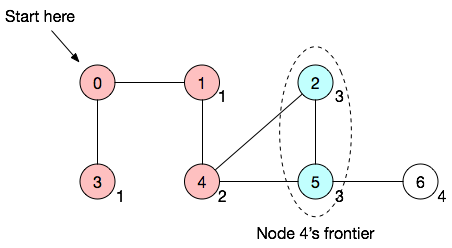 Start here
0 1 2
1 3
3 4 5 6
1 2 3 4
Node 4's frontier